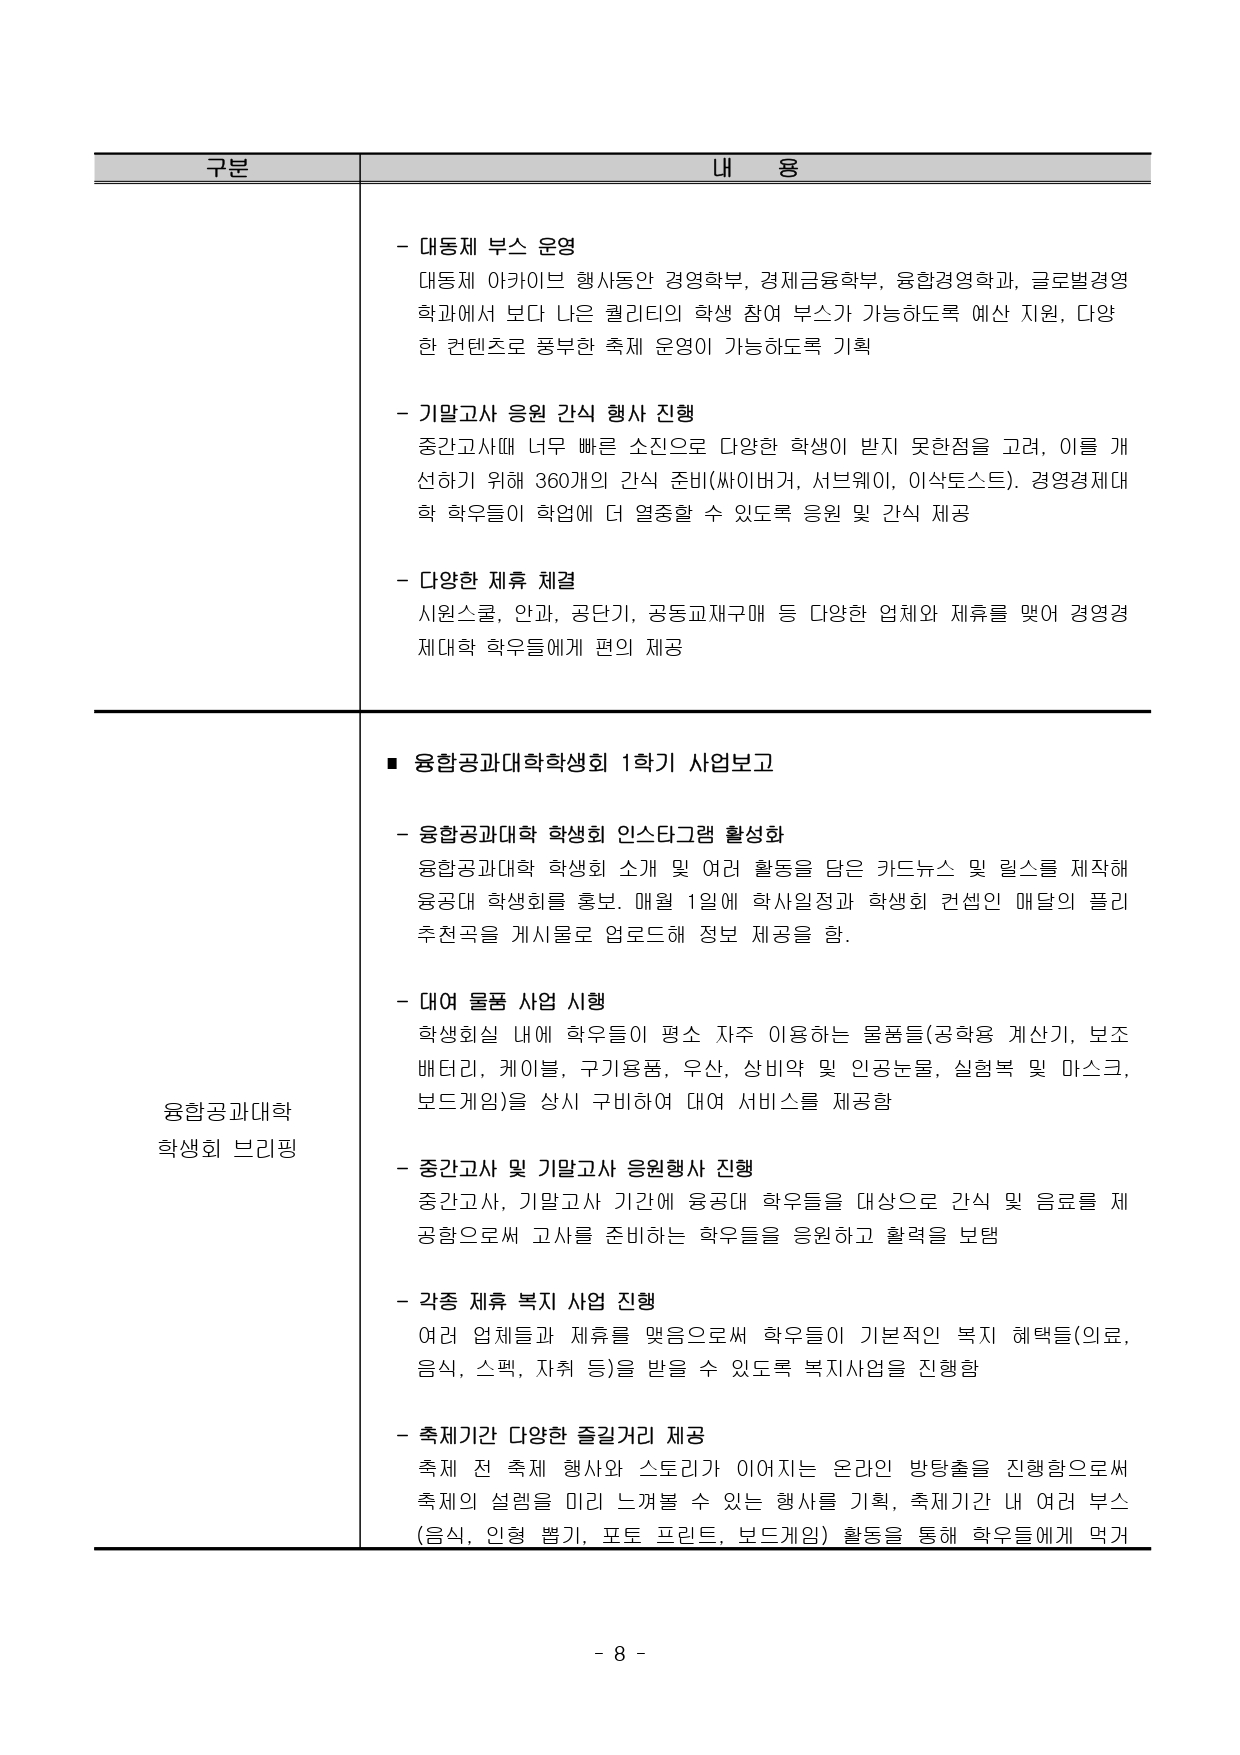 구분
내 용
- 대동제 부스 운영
대동제 아카이브 행사동안 경영학부, 경제금융학부, 융합경영학과, 글로벌경영
학과에서 보다 나은 퀄리티의 학생 참여 부스가 가능하도록 예산 지원, 다양
한 컨텐츠로 풍부한 축제 운영이 가능하도록 기획
- 기말고사 응원 간식 행사 진행
중간고사때 너무 빠른 소진으로 다양한 학생이 받지 못한점을 고려, 이를 개
선하기 위해 360개의 간식 준비(싸이버거, 서브웨이, 이삭토스트). 경영경제대
학 학우들이 학업에 더 열중할 수 있도록 응원 및 간식 제공
- 다양한 제휴 체결
시원스쿨, 안과, 공단기, 공동교재구매 등 다양한 업체와 제휴를 맺어 경영경
제대학 학우들에게 편의 제공
융합공과대학
학생회 브리핑
■ 융합공과대학학생회 1학기 사업보고
- 융합공과대학 학생회 인스타그램 활성화
융합공과대학 학생회 소개 및 여러 활동을 담은 카드뉴스 및 릴스를 제작해
융공대 학생회를 홍보. 매월 1일에 학사일정과 학생회 컨셉인 매달의 플리
추천곡을 게시물로 업로드해 정보 제공을 함.
- 대여 물품 사업 시행
학생회실 내에 학우들이 평소 자주 이용하는 물품들(공학용 계산기, 보조
배터리, 케이블, 구기용품, 우산, 상비약 및 인공눈물, 실험복 및 마스크,
보드게임)을 상시 구비하여 대여 서비스를 제공함
- 중간고사 및 기말고사 응원행사 진행
중간고사, 기말고사 기간에 융공대 학우들을 대상으로 간식 및 음료를 제
공함으로써 고사를 준비하는 학우들을 응원하고 활력을 보탬
- 각종 제휴 복지 사업 진행
여러 업체들과 제휴를 맺음으로써 학우들이 기본적인 복지 혜택들(의료,
음식, 스펙, 자취 등)을 받을 수 있도록 복지사업을 진행함
- 축제기간 다양한 즐길거리 제공
축제 전 축제 행사와 스토리가 이어지는 온라인 방탕출을 진행함으로써
축제의 설렘을 미리 느껴볼 수 있는 행사를 기획, 축제기간 내 여러 부스
(음식, 인형 뽑기, 포토 프린트, 보드게임) 활동을 통해 학우들에게 먹거
- 8 -